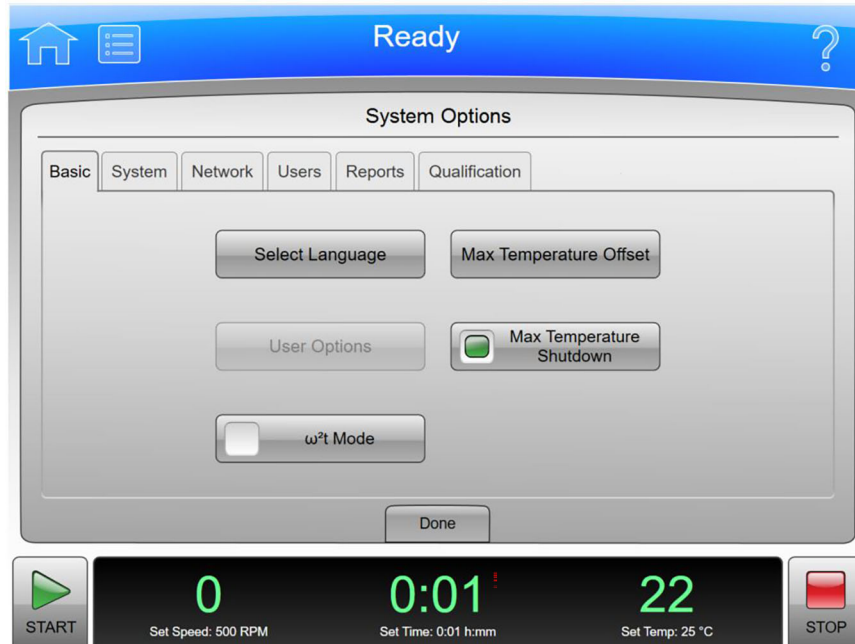 Ready
?
System Options
Basic System Network Users Reports Qualification
Select Language Max Temperature Offset
User Options Max Temperature
Shutdown
ω²t Mode
Done
0 0:01 22
START Set Speed: 500 RPM Set Time: 0:01 h:mm Set Temp: 25 °C STOP